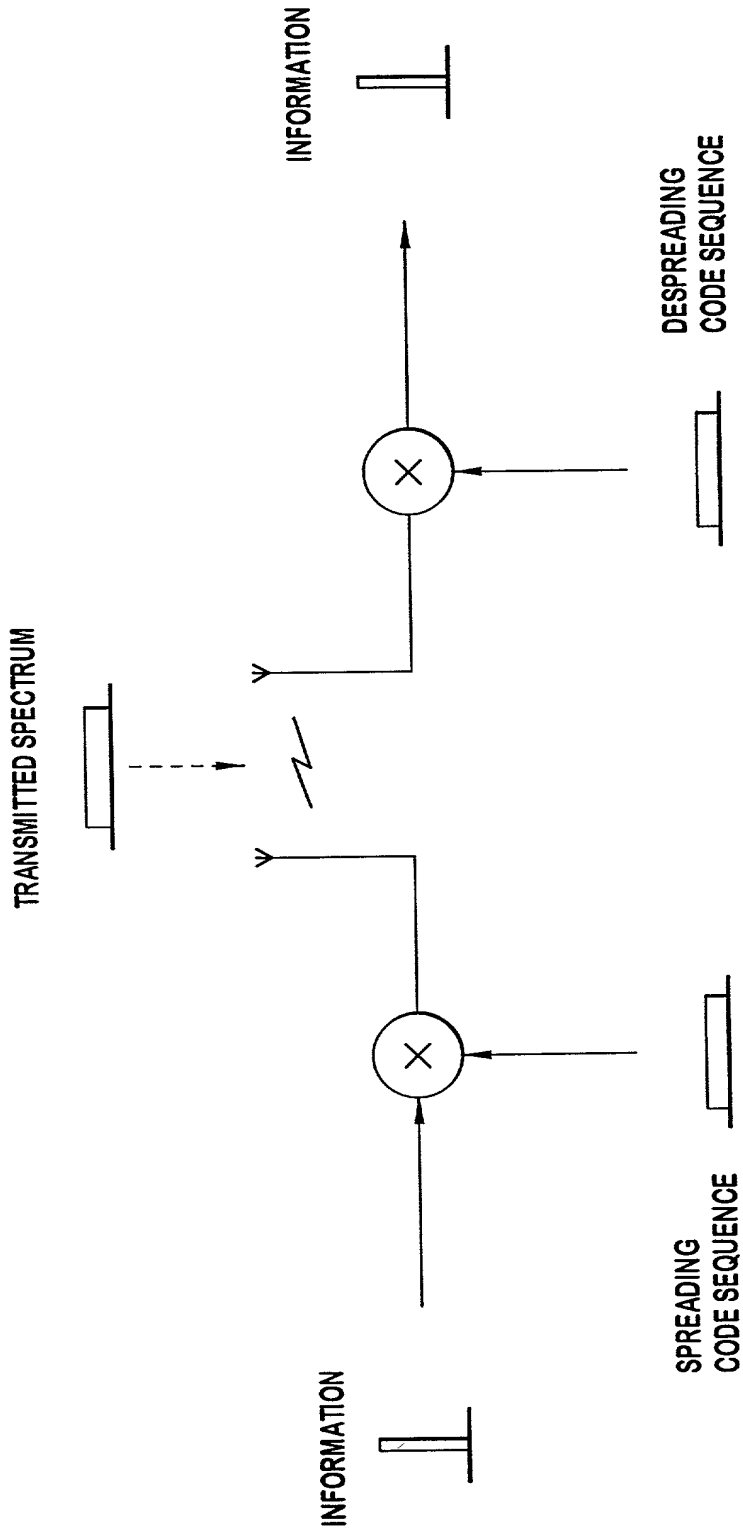 TRANSMITTED SPECTRUM
INFORMATION
INFORMATION
SPREADING
CODE SEQUENCE
DESPREADING
CODE SEQUENCE